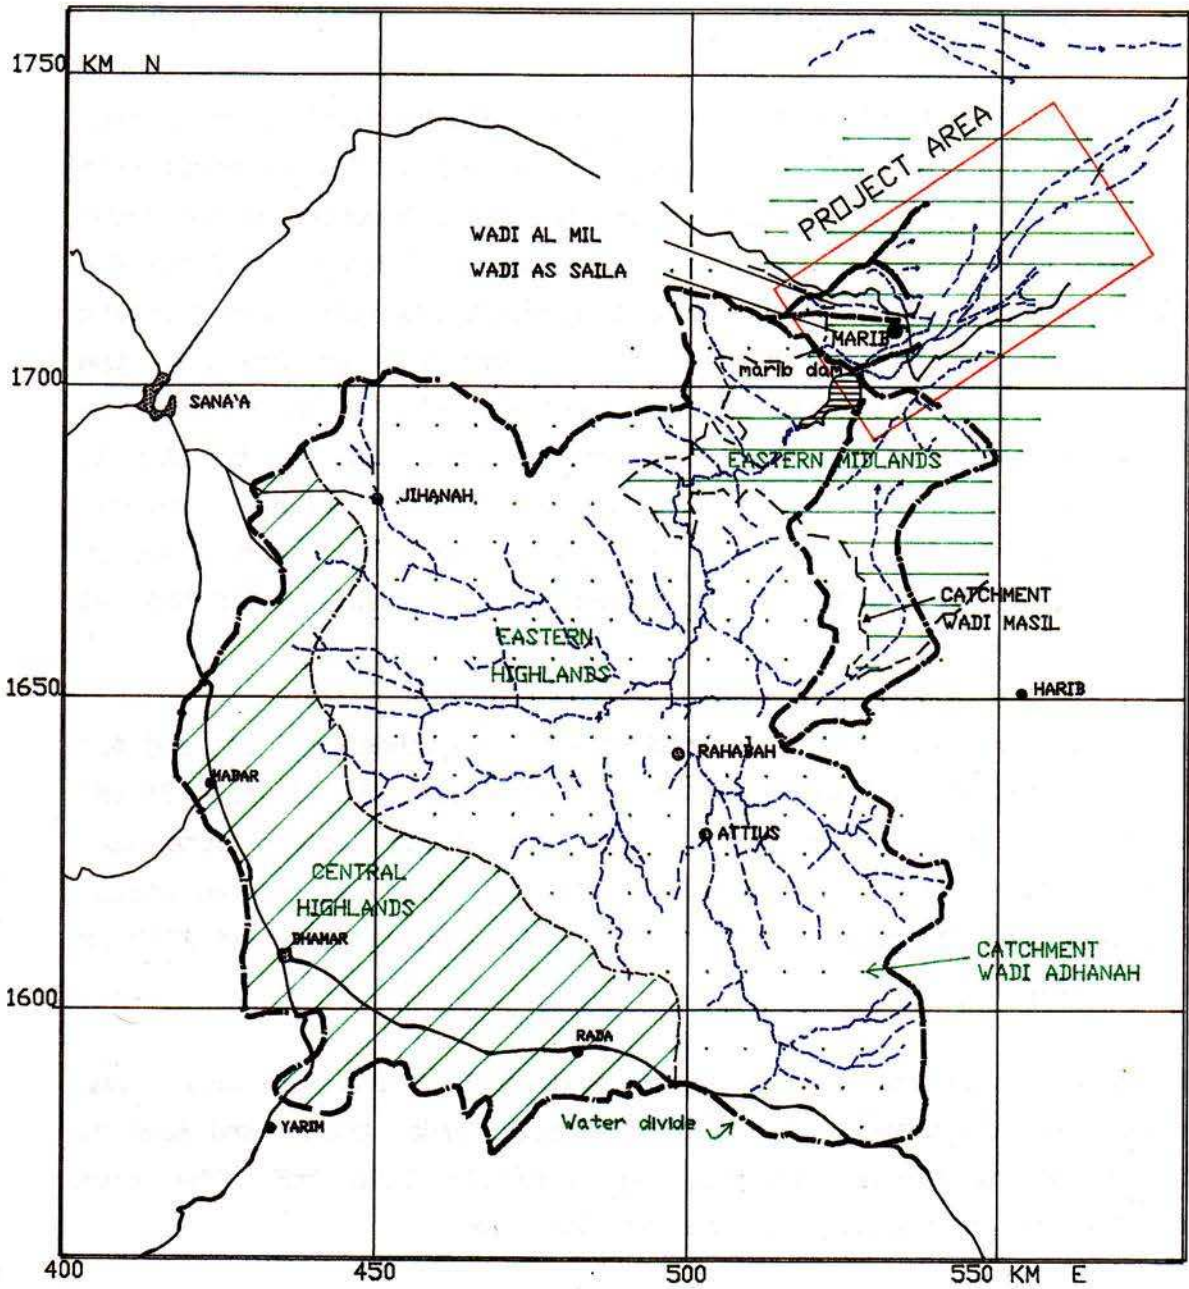 1750 KM N
PROJECT AREA
WADI AL MIL
WADI AS SAILA
MARIB
marib dam
1700
SANA'A
EASTERN MIDLANDS
JIHANAH
CATCHMENT
WADI MASIL
EASTERN
HIGHLANDS
1650
HARIB
RAHABAH
MABAR
ATTIUS
CENTRAL
HIGHLANDS
DHAMAR
CATCHMENT
WADI ADHANAH
1600
RADA
Water divide
YARIM
400 450 500 550 KM E